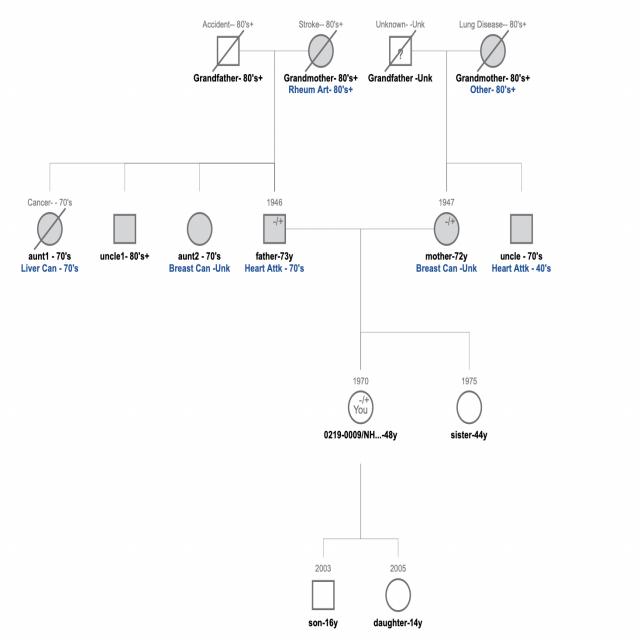 Accident-- 80's+
Stroke-- 80's+
Unknown- -Unk
Lung Disease-- 80's+
?
Grandfather- 80's+
Grandmother- 80's+
Grandfather -Unk
Grandmother- 80's+
Rheum Art- 80's+
Other- 80's+
Cancer- - 70's
1946
1947
-/+
-/+
aunt1 - 70's
uncle1- 80's+
aunt2 - 70's
father-73y
mother-72y
uncle - 70's
Liver Can - 70's
Breast Can -Unk
Heart Attk - 70's
Breast Can -Unk
Heart Attk - 40's
1970
1975
-/+
You
0219-0009/NH...-48y
sister-44y
2003
2005
son-16y
daughter-14y